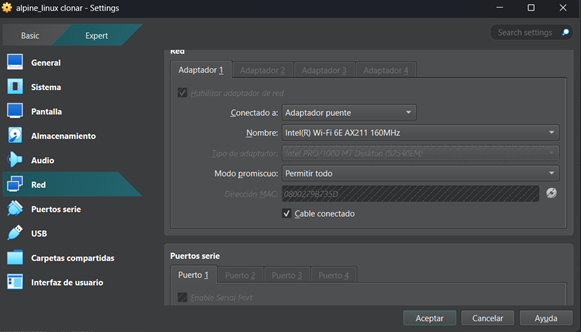 alpine_linux clonar - Settings
Basic Expert Search settings
General
Sistema
Pantalla
Almacenamiento
Audio
Red
Puertos serie
USB
Carpetas compartidas
Interfaz de usuario
Red
Adaptador 1 Adaptador 2 Adaptador 3 Adaptador 4
Habilitar adaptador de red
Conectado a: Adaptador puente
Nombre: Intel(R) Wi-Fi 6E AX211 160MHz
Tipo de adaptador: Intel PRO/1000 MT Desktop (82540EM)
Modo promiscuo: Permitir todo
Dirección MAC: 0800279B735D
Cable conectado
Puertos serie
Puerto 1 Puerto 2 Puerto 3 Puerto 4
Enable Serial Port
Aceptar Cancelar Ayuda